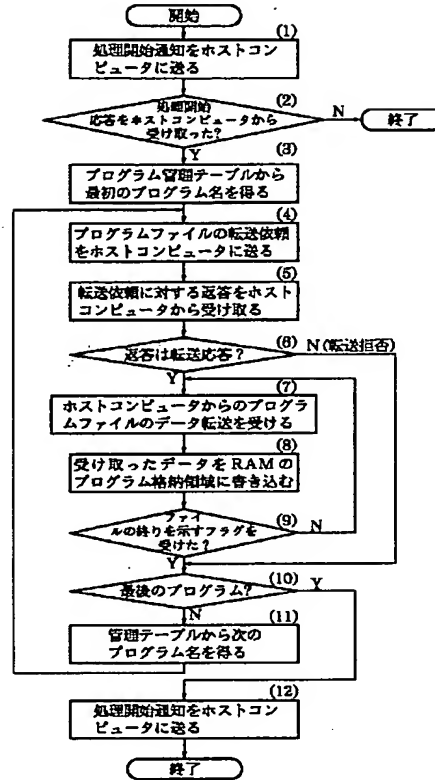 開始
(1)
処理開始通知をホストコン
ピュータに送る
(2)
処理開始
応答をホストコンピュータから
受け取った?
N
終了
Y
(3)
プログラム管理テーブルから
最初のプログラム名を得る
(4)
プログラムファイルの転送依頼
をホストコンピュータに送る
(5)
転送依頼に対する返答をホスト
コンピュータから受け取る
(6)
返答は転送応答?
N(転送拒否)
Y
(7)
ホストコンピュータからのプログラ
ムファイルのデータ転送を受ける
(8)
受け取ったデータをRAMの
プログラム格納領域に書き込む
(9)
ファイ
ルの終りを示すフラグを
受けた?
N
Y
(10)
最後のプログラム?
Y
N
(11)
管理テーブルから次の
プログラム名を得る
(12)
処理開始通知をホストコン
ピュータに送る
終了